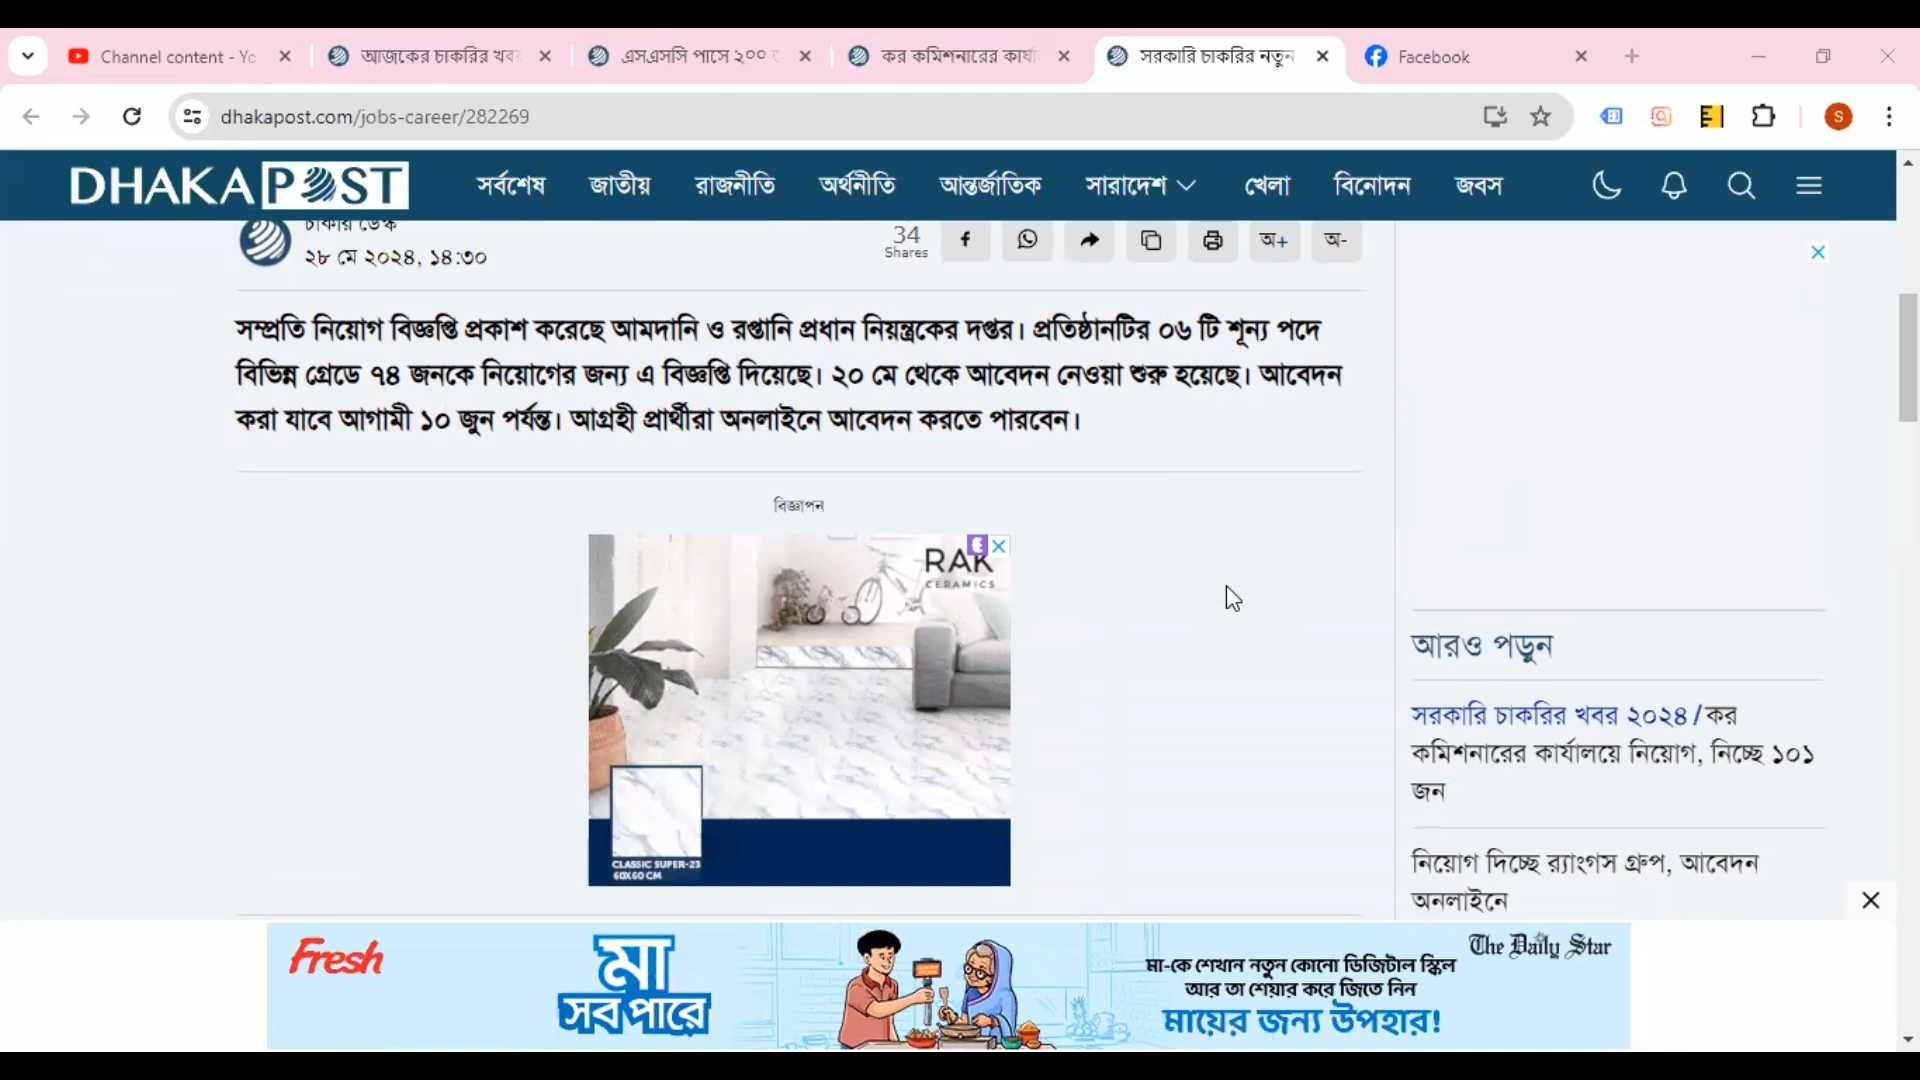 Channel content - Yo
আজকের চাকরির খবর
এসএসসি পাসে ২০০
কর কমিশনারের কার্যা
সরকারি চাকরির নতুন
Facebook
dhakapost.com/jobs-career/282269
S
DHAKA POST
সর্বশেষ
জাতীয়
রাজনীতি
অর্থনীতি
আন্তর্জাতিক
সারাদেশ
খেলা
বিনোদন
জবস
চাকরি ডেস্ক
২৮ মে ২০২৪, ১৪:৩০
34
Shares
অ+
অ-
সম্প্রতি নিয়োগ বিজ্ঞপ্তি প্রকাশ করেছে আমদানি ও রপ্তানি প্রধান নিয়ন্ত্রকের দপ্তর। প্রতিষ্ঠানটির ০৬ টি শূন্য পদে
বিভিন্ন গ্রেডে ৭৪ জনকে নিয়োগের জন্য এ বিজ্ঞপ্তি দিয়েছে। ২০ মে থেকে আবেদন নেওয়া শুরু হয়েছে। আবেদন
করা যাবে আগামী ১০ জুন পর্যন্ত। আগ্রহী প্রার্থীরা অনলাইনে আবেদন করতে পারবেন।
বিজ্ঞাপন
RAK
CERAMICS
CLASSIC SUPER-23
60X60 CM
আরও পড়ুন
সরকারি চাকরির খবর ২০২৪/কর
কমিশনারের কার্যালয়ে নিয়োগ, নিচ্ছে ১০১
জন
নিয়োগ দিচ্ছে র‍্যাংগস গ্রুপ, আবেদন
অনলাইনে
Fresh
মা
সব পারে
মা-কে শেখান নতুন কোনো ডিজিটাল স্কিল
আর তা শেয়ার করে জিতে নিন
মায়ের জন্য উপহার!
The Daily Star